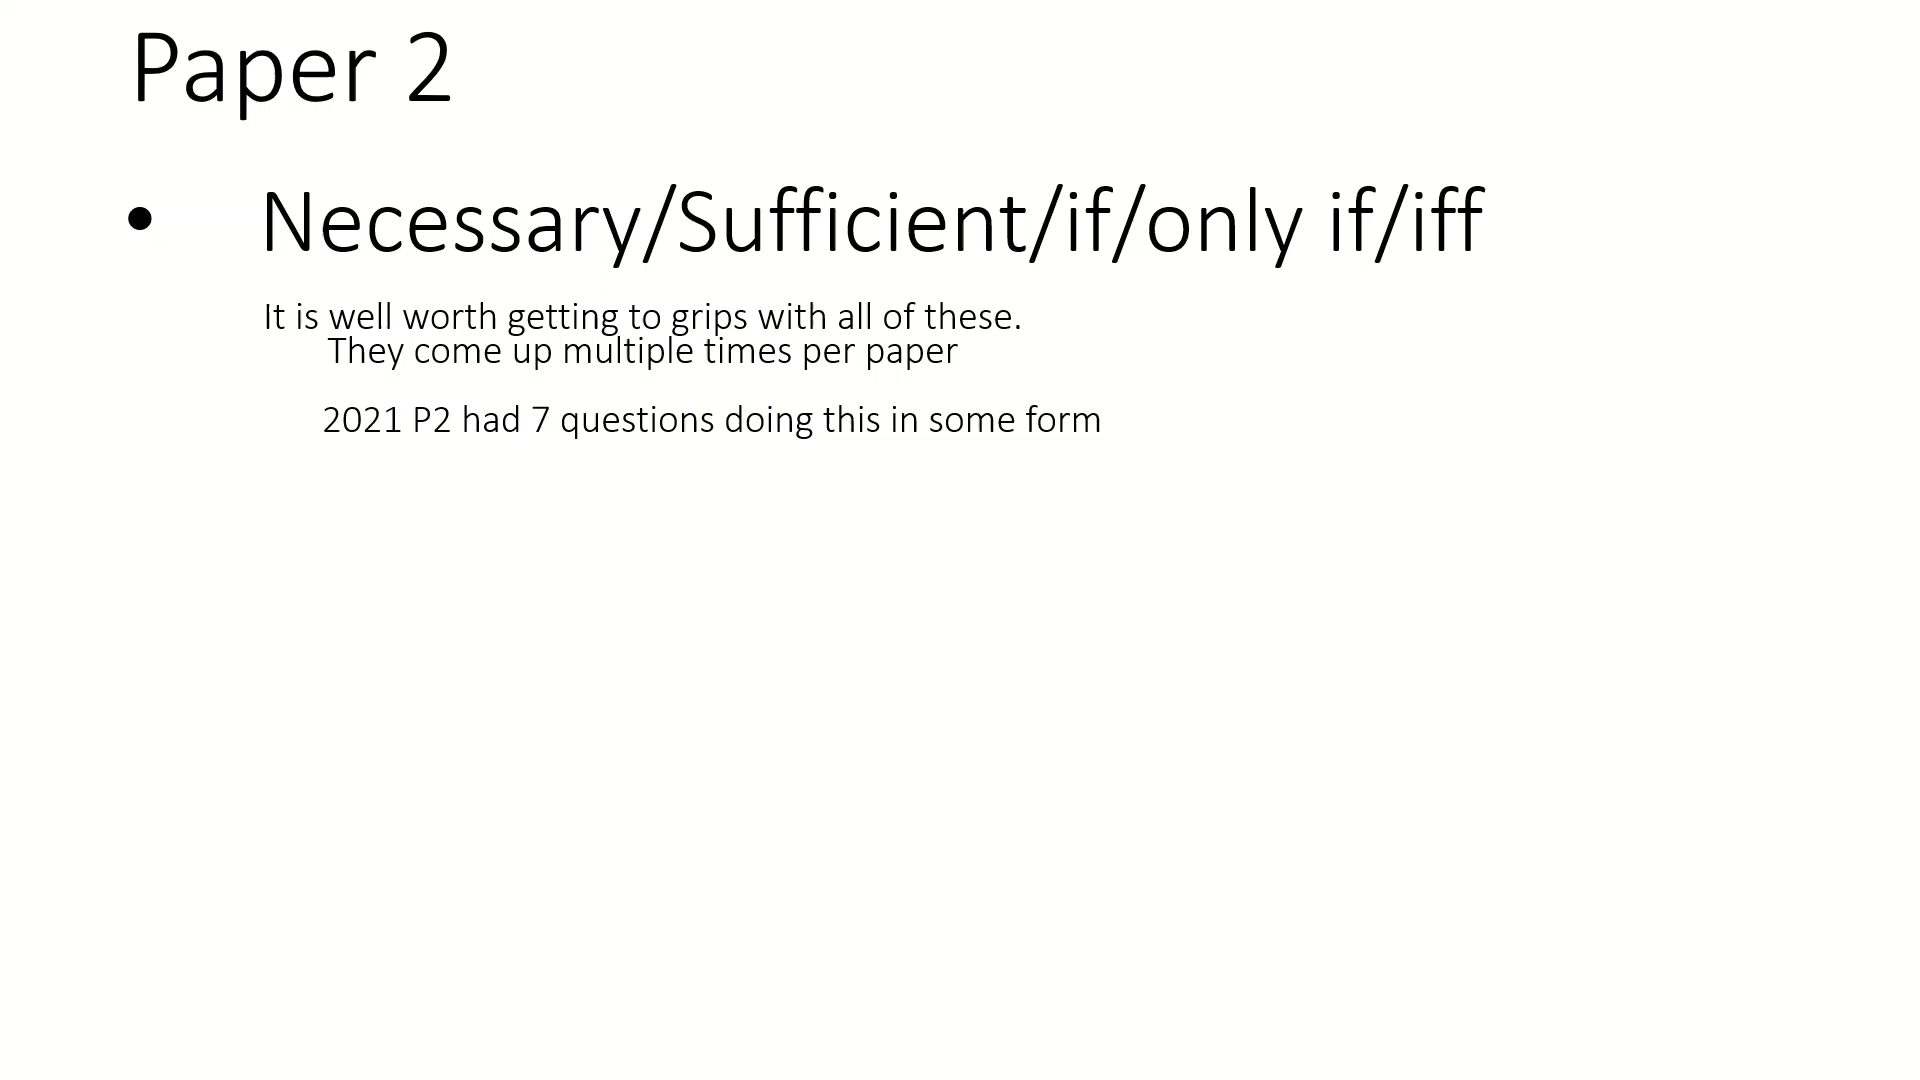 Paper 2
• Necessary/Sufficient/if/only if/iff
It is well worth getting to grips with all of these.
They come up multiple times per paper
2021 P2 had 7 questions doing this in some form